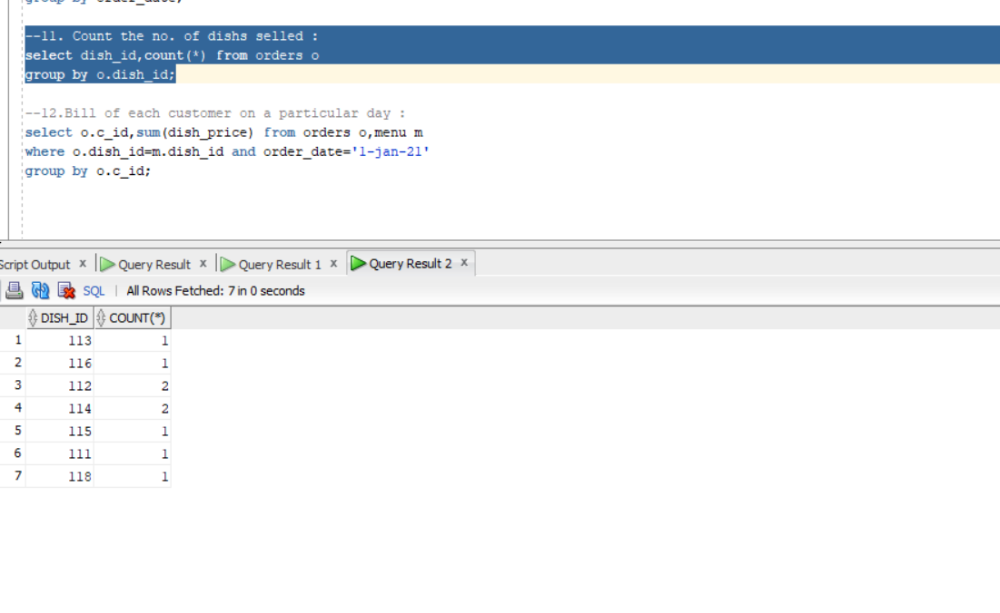 group by order_date;
--11. Count the no. of dishs selled :
select dish_id,count(*) from orders o
group by o.dish_id;
--12.Bill of each customer on a particular day :
select o.c_id,sum(dish_price) from orders o,menu m
where o.dish_id=m.dish_id and order_date='1-jan-21'
group by o.c_id;
Script Output x Query Result x Query Result 1 x Query Result 2 x
SQL | All Rows Fetched: 7 in 0 seconds
DISH_ID COUNT(*)
1 113 1
2 116 1
3 112 2
4 114 2
5 115 1
6 111 1
7 118 1